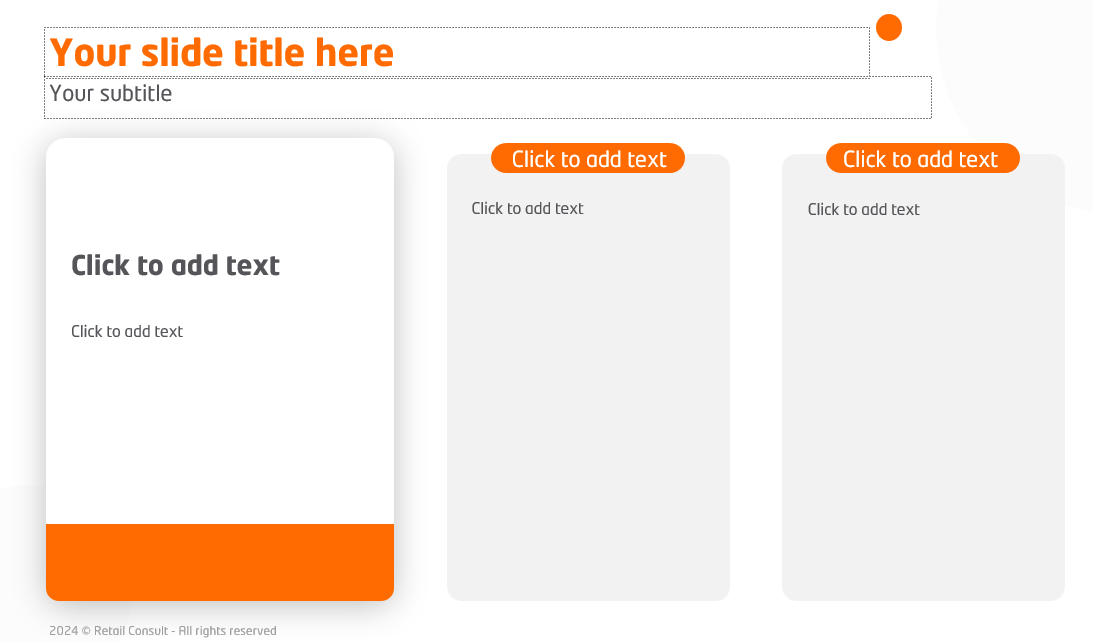 Your slide title here
Your subtitle
Click to add text
Click to add text
Click to add text
Click to add text
Click to add text
Click to add text
2024 © Retail Consult - All rights reserved